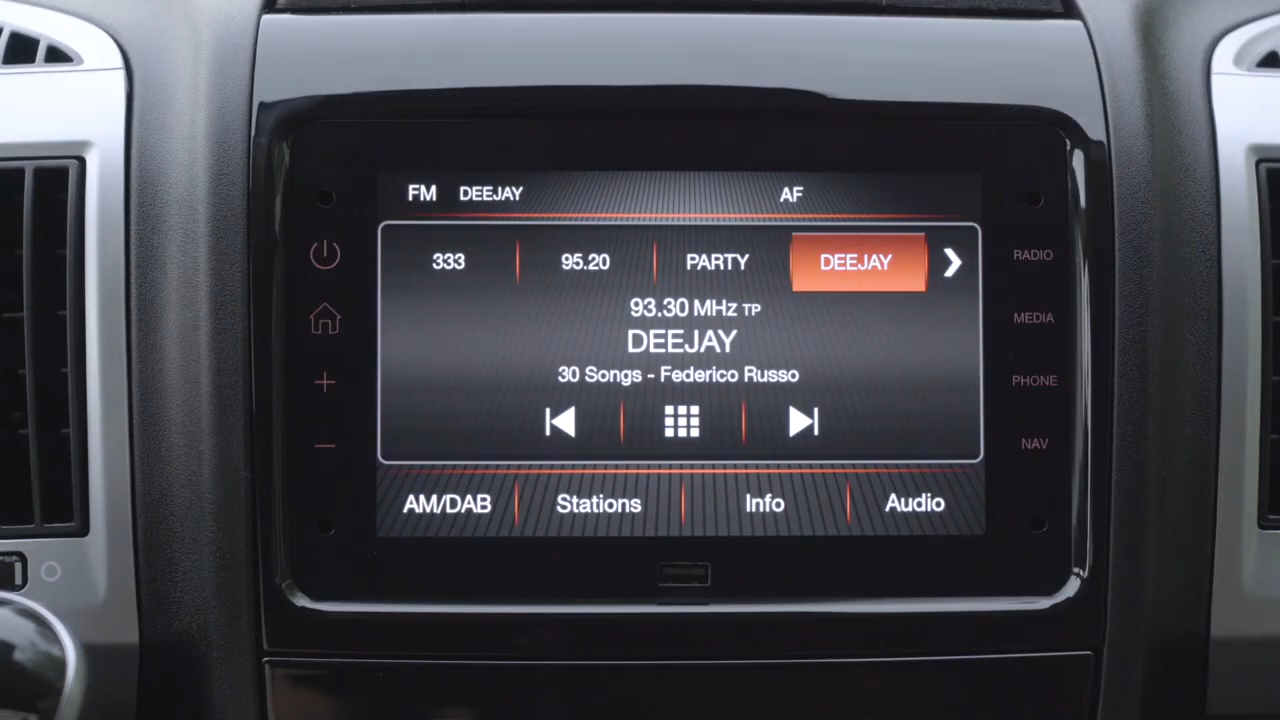 FM DEEJAY AF
333 95.20 PARTY DEEJAY
93.30 MHz TP
DEEJAY
30 Songs - Federico Russo
AM/DAB Stations Info Audio
RADIO
MEDIA
PHONE
NAV